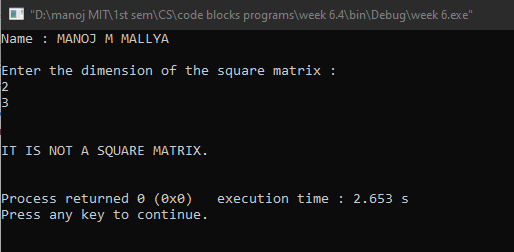 "D:\manoj MIT\1st sem\CS\code blocks programs\week 6.4\bin\Debug\week 6.exe"
Name : MANOJ M MALLYA
Enter the dimension of the square matrix :
2
3
IT IS NOT A SQUARE MATRIX.
Process returned 0 (0x0)   execution time : 2.653 s
Press any key to continue.